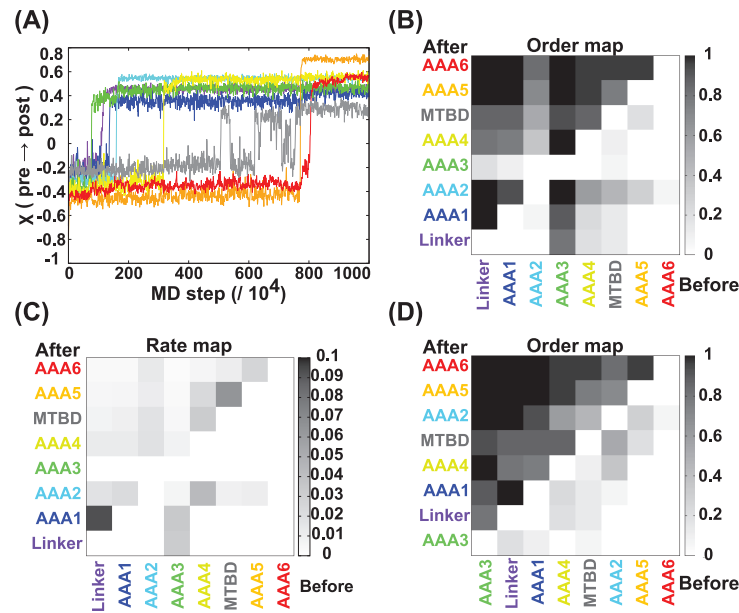 (A)
χ ( pre → post)
0.8
0.6
0.4
0.2
0
-0.2
-0.4
-0.6
-0.8
-1
0 200 400 600 800 1000
MD step (/ 10⁴)
(B)
After Order map
AAA6
AAA5
MTBD
AAA4
AAA3
AAA2
AAA1
Linker
Linker AAA1 AAA2 AAA3 AAA4 MTBD AAA5 AAA6 Before
1
0.8
0.6
0.4
0.2
0
(C)
After Rate map
AAA6
AAA5
MTBD
AAA4
AAA3
AAA2
AAA1
Linker
Linker AAA1 AAA2 AAA3 AAA4 MTBD AAA5 AAA6 Before
0.1
0.09
0.08
0.07
0.06
0.05
0.04
0.03
0.02
0.01
0
(D)
After Order map
AAA6
AAA5
AAA2
MTBD
AAA4
AAA1
Linker
AAA3
AAA3 Linker AAA1 AAA4 MTBD AAA2 AAA5 AAA6 Before
1
0.8
0.6
0.4
0.2
0